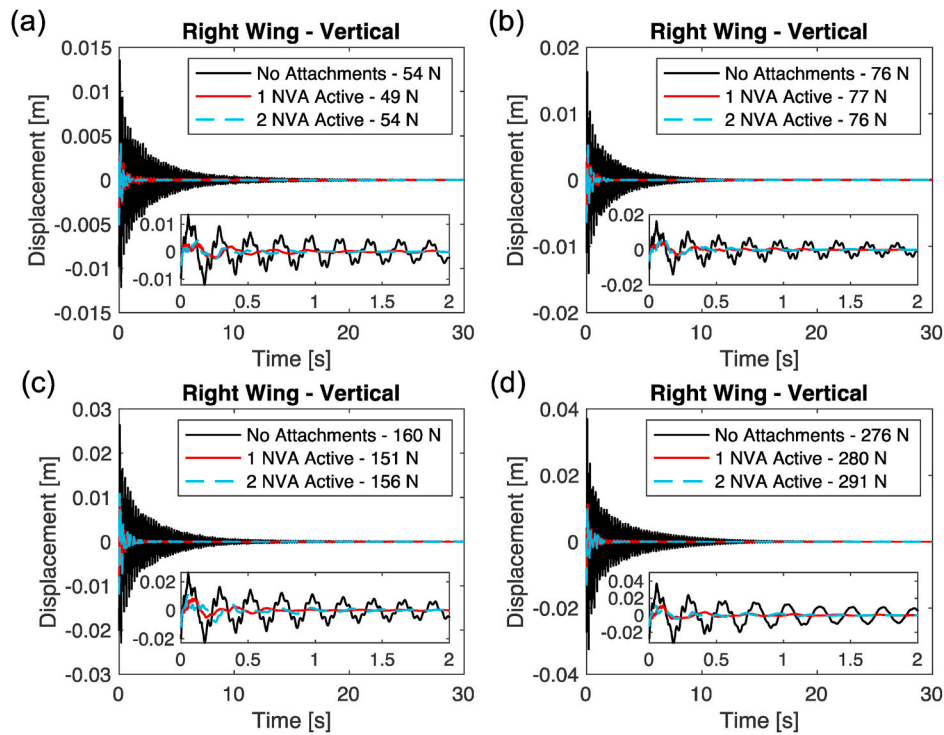 (a)
Right Wing - Vertical
0.015
0.01
0.005
0
-0.005
-0.01
-0.015
Displacement [m]
No Attachments - 54 N
1 NVA Active - 49 N
2 NVA Active - 54 N
0.01
0
-0.01
0 0.5 1 1.5 2
0 10 20 30
Time [s]
(b)
Right Wing - Vertical
0.02
0.01
0
-0.01
-0.02
Displacement [m]
No Attachments - 76 N
1 NVA Active - 77 N
2 NVA Active - 76 N
0.02
0
-0.02
0 0.5 1 1.5 2
0 10 20 30
Time [s]
(c)
Right Wing - Vertical
0.03
0.02
0.01
0
-0.01
-0.02
-0.03
Displacement [m]
No Attachments - 160 N
1 NVA Active - 151 N
2 NVA Active - 156 N
0.02
0
-0.02
0 0.5 1 1.5 2
0 10 20 30
Time [s]
(d)
Right Wing - Vertical
0.04
0.02
0
-0.02
-0.04
Displacement [m]
No Attachments - 276 N
1 NVA Active - 280 N
2 NVA Active - 291 N
0.04
0.02
0
-0.02
0 0.5 1 1.5 2
0 10 20 30
Time [s]